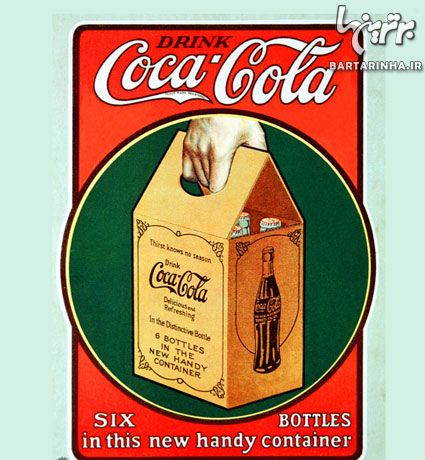 برترینها
BARTARINHA.IR
DRINK
Coca-Cola
Thirst knows no season
Drink
Coca-Cola
Delicious and
Refreshing
In the Distinctive Bottle
6 BOTTLES
IN THE
NEW HANDY
CONTAINER
Coca-Cola
SIX BOTTLES
in this new handy container